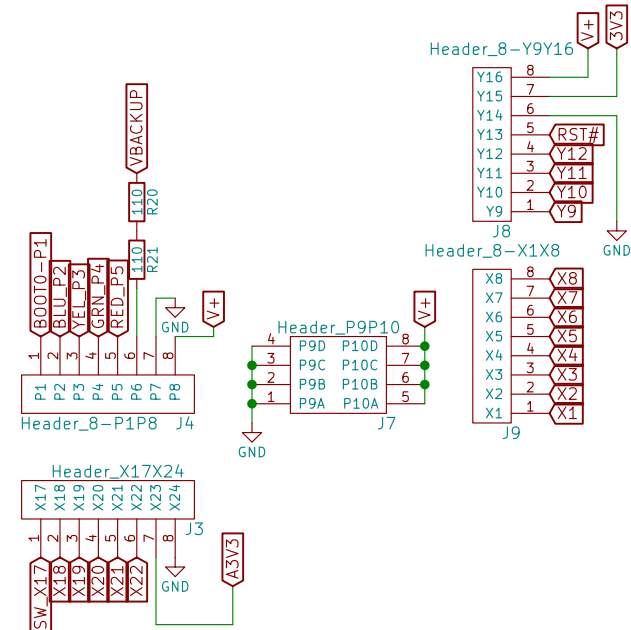 V+
3V3
Header_8-Y9Y16
Y16 8
Y15 7
Y14 6
Y13 5 RST#
Y12 4 Y12
Y11 3 Y11
Y10 2 Y10
Y9 1 Y9
J8
GND
VBACKUP
110 R20
110 R21
BOOT0-P1
BLU_P2
YEL_P3
GRN_P4
RED_P5
GND
V+
1 2 3 4 5 6 7 8
P1 P2 P3 P4 P5 P6 P7 P8
Header_8-P1P8 J4
V+
Header_P9P10
4 P9D P10D 8
3 P9C P10C 7
2 P9B P10B 6
1 P9A P10A 5
J7
GND
Header_8-X1X8
X8 8 X8
X7 7 X7
X6 6 X6
X5 5 X5
X4 4 X4
X3 3 X3
X2 2 X2
X1 1 X1
J9
Header_X17X24
X17 X18 X19 X20 X21 X22 X23 X24
J3
1 2 3 4 5 6 7 8
SW_X17
X18
X19
X20
X21
X22
GND
A3V3